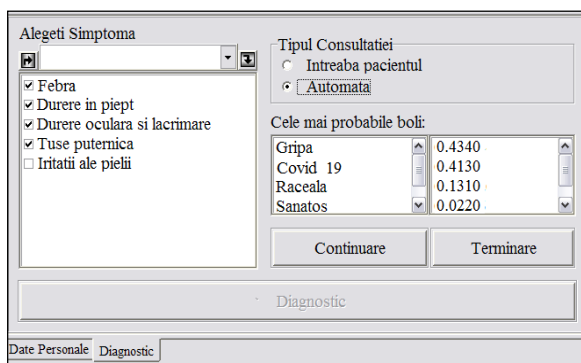 Alegeti Simptoma
Febra
Durere in piept
Durere oculara si lacrimare
Tuse puternica
Iritatii ale pielii
Tipul Consultatiei
Intreaba pacientul
Automata
Cele mai probabile boli:
Gripa 0.4340
Covid 19 0.4130
Raceala 0.1310
Sanatos 0.0220
Continuare Terminare
Diagnostic
Date Personale Diagnostic